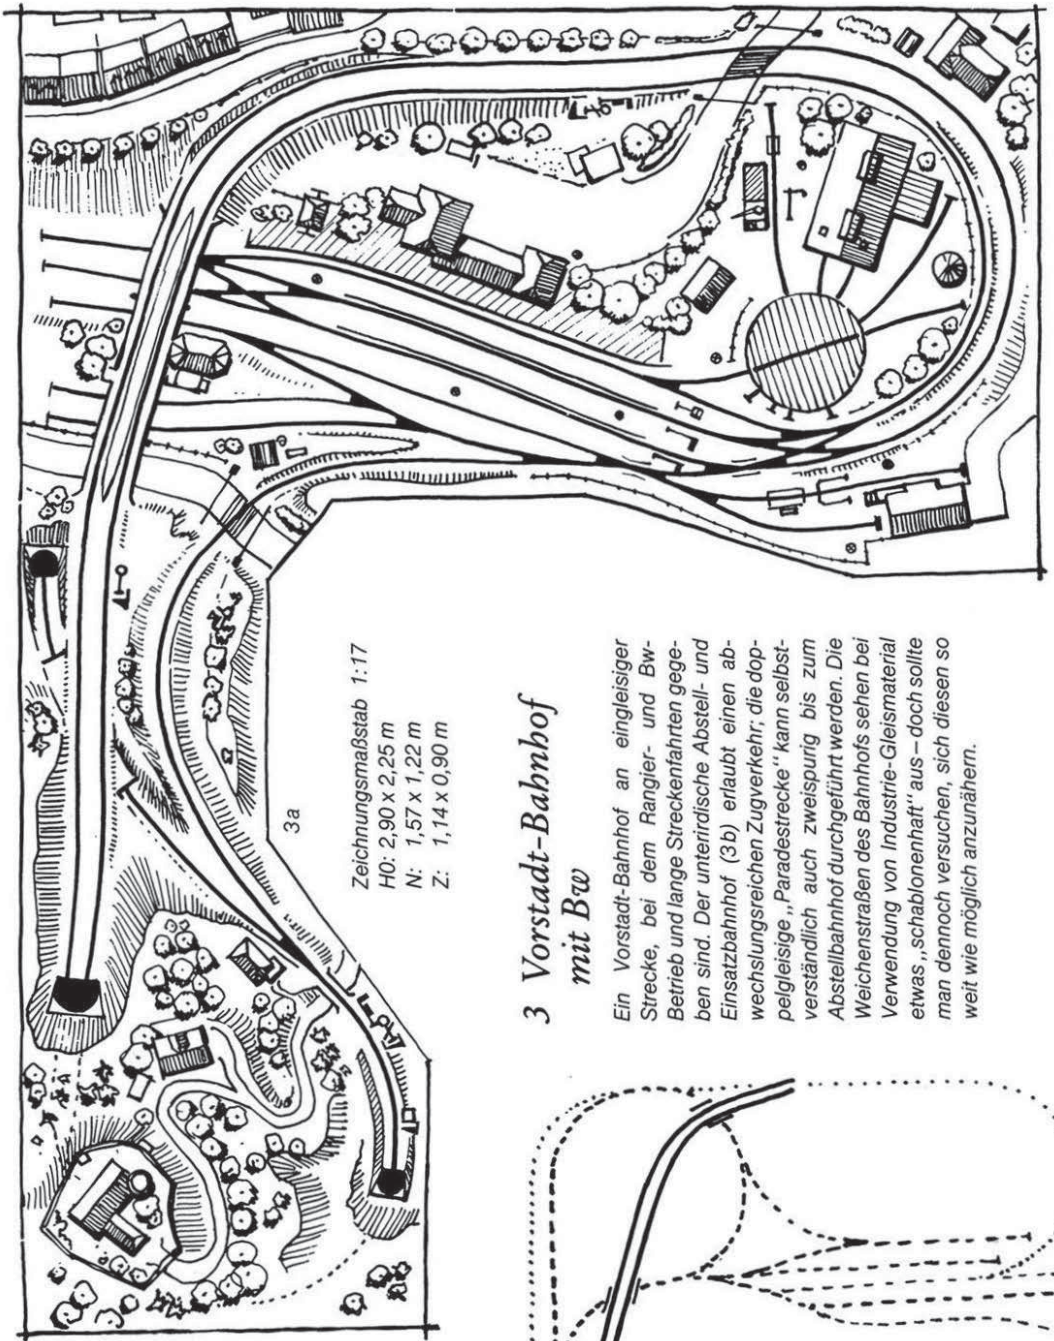 3a
Zeichnungsmaßstab 1:17
H0: 2,90 x 2,25 m
N: 1,57 x 1,22 m
Z: 1,14 x 0,90 m
3 Vorstadt-Bahnhof
mit Bw
Ein Vorstadt-Bahnhof an eingleisiger
Strecke, bei dem Rangier- und Bw-
Betrieb und lange Streckenfahrten gege-
ben sind. Der unterirdische Abstell- und
Einsatzbahnhof (3b) erlaubt einen ab-
wechslungsreichen Zugverkehr; die dop-
pelgleisige „Paradestrecke“ kann selbst-
verständlich auch zweispurig bis zum
Abstellbahnhof durchgeführt werden. Die
Weichenstraßen des Bahnhofs sehen bei
Verwendung von Industrie-Gleismaterial
etwas „schablonenhaft“ aus – doch sollte
man dennoch versuchen, sich diesen so
weit wie möglich anzunähern.